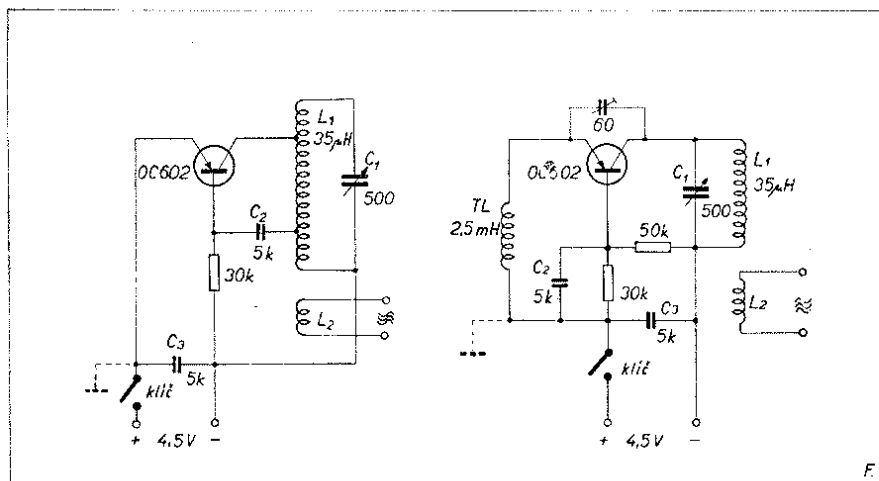 L1
35µH
C1
500
OC602
C2
5k
30k
L2
C3
5k
klíč
+ 4,5V −
60
OC602
L1
35µH
C1
500
TL
2,5mH
50k
C2
5k
30k
C3
5k
L2
klíč
+ 4,5V −
F.